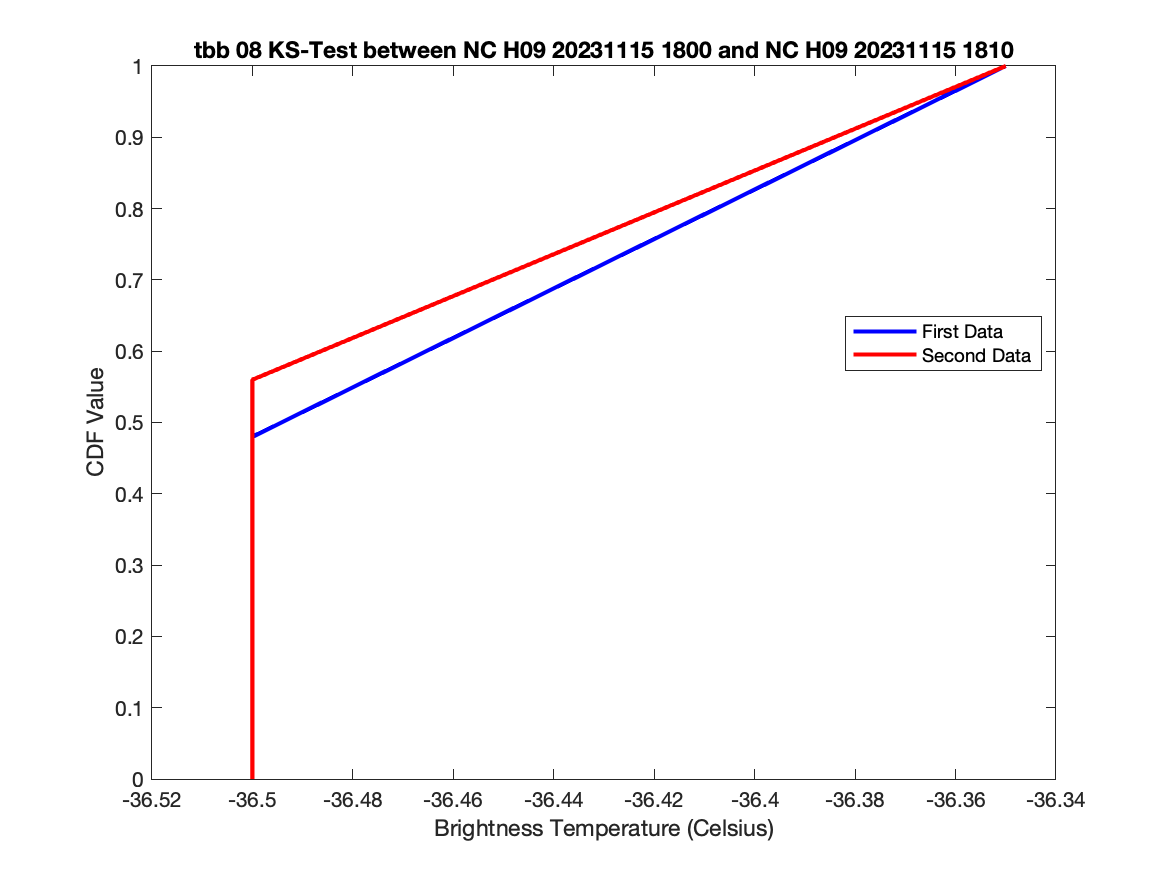 tbb 08 KS-Test between NC H09 20231115 1800 and NC H09 20231115 1810
1
0.9
0.8
0.7
0.6
0.5
0.4
0.3
0.2
0.1
0
CDF Value
First Data
Second Data
-36.52 -36.5 -36.48 -36.46 -36.44 -36.42 -36.4 -36.38 -36.36 -36.34
Brightness Temperature (Celsius)